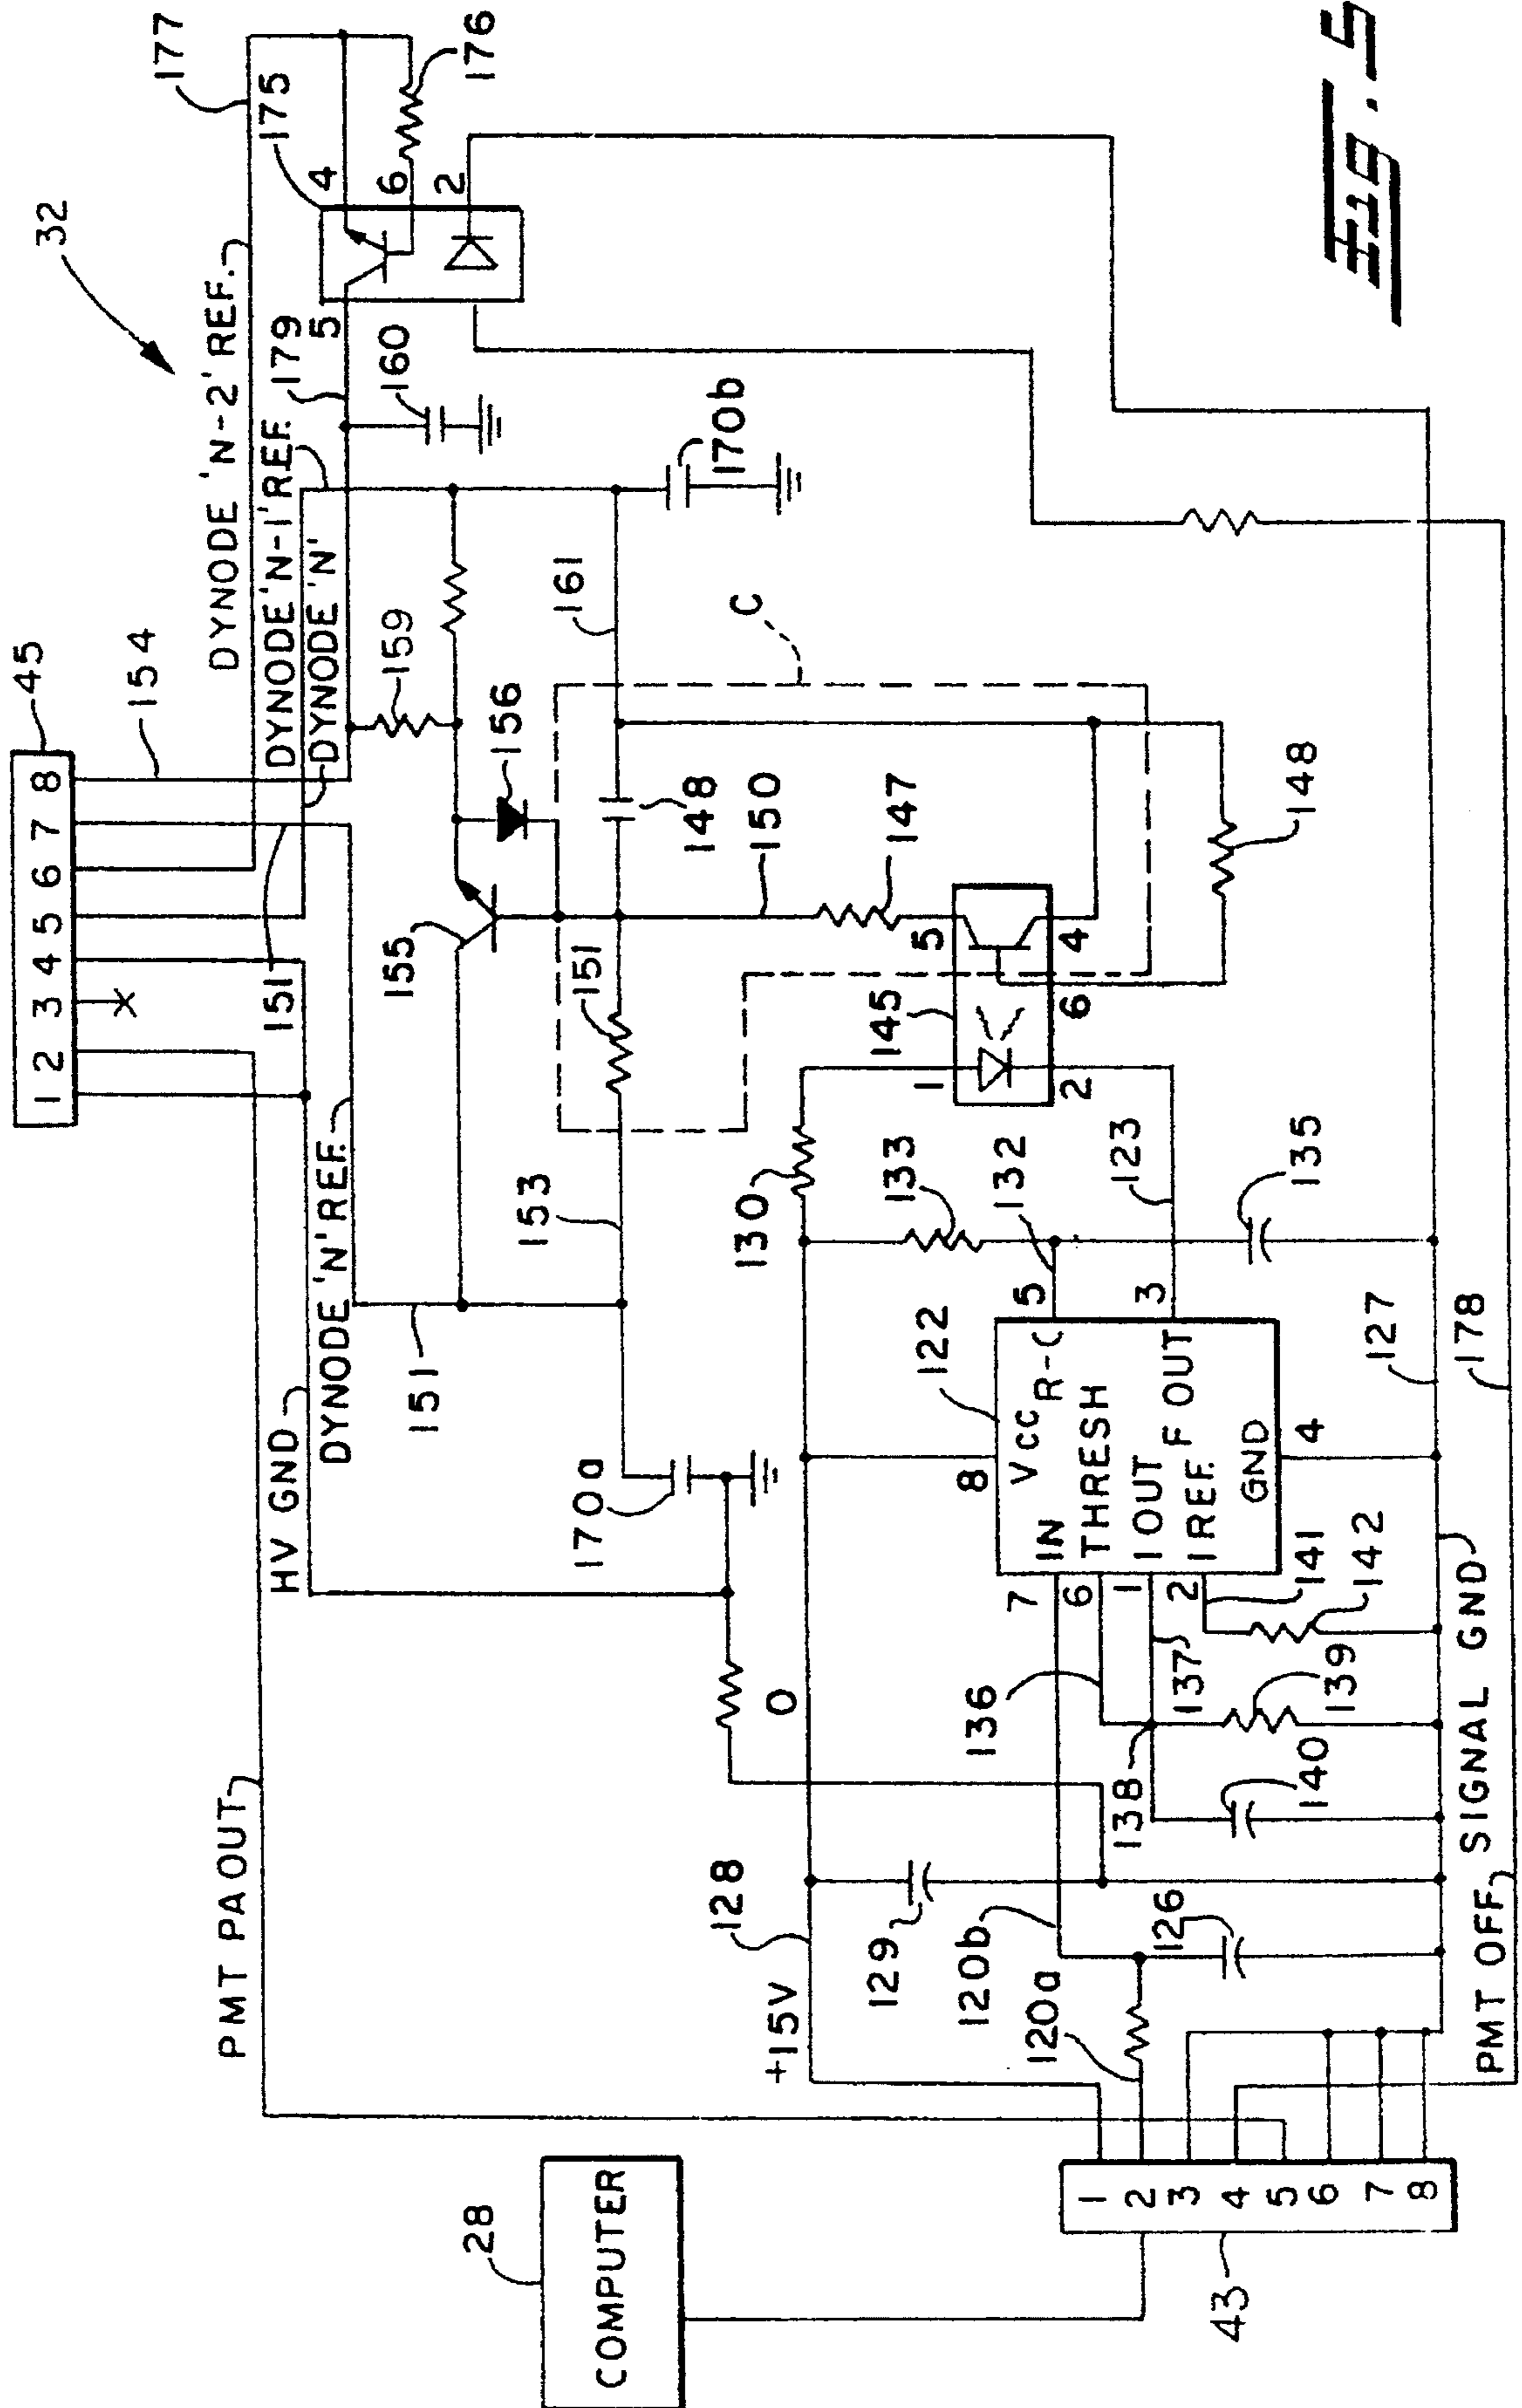 32
45
1 2 3 4 5 6 7 8
154
177
175
176
DYNODE 'N-2' REF.
DYNODE 'N-1' REF.
DYNODE 'N'
179
5
4
6
2
160
170b
159
161
C
156
148
150
147
155
151
151
5
4
6
145
1
2
148
PMT PA OUT
HV GND
DYNODE 'N' REF.
151
153
170a
0
130
133
132
123
135
122
5
3
8
VCC
R-C
IN
THRESH
I OUT
I REF.
F OUT
GND
4
7
6
1
2
141
142
136
137
138
139
140
128
+15V
129
120b
120a
126
127
178
SIGNAL GND
PMT OFF
28
COMPUTER
1
2
3
4
5
6
7
8
43
FIG. 5